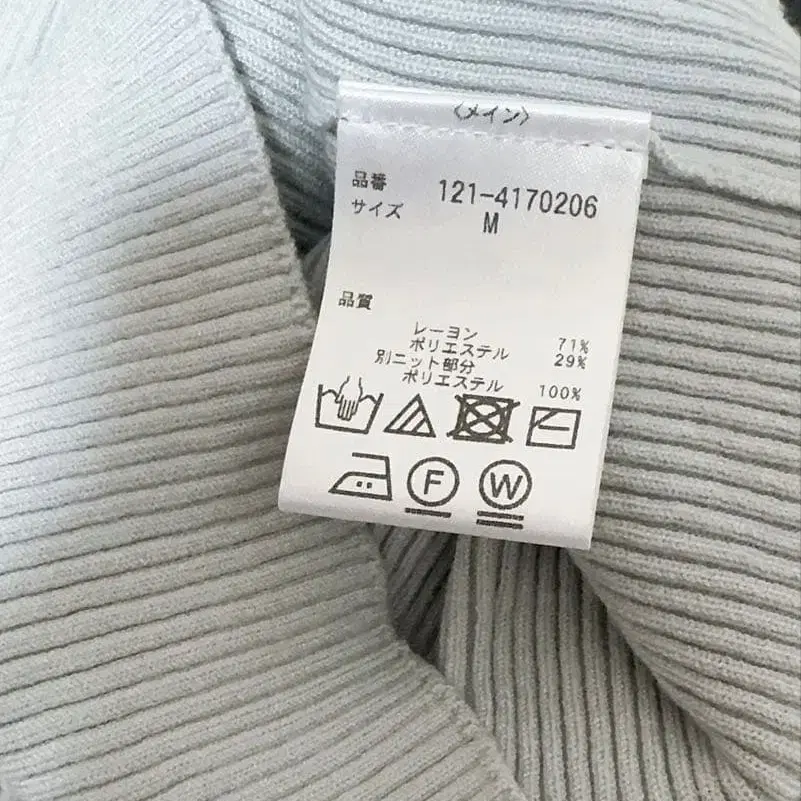 〈メイン〉
品番 121-4170206
サイズ M
品質
レーヨン 71%
ポリエステル 29%
別ニット部分
ポリエステル 100%
F W